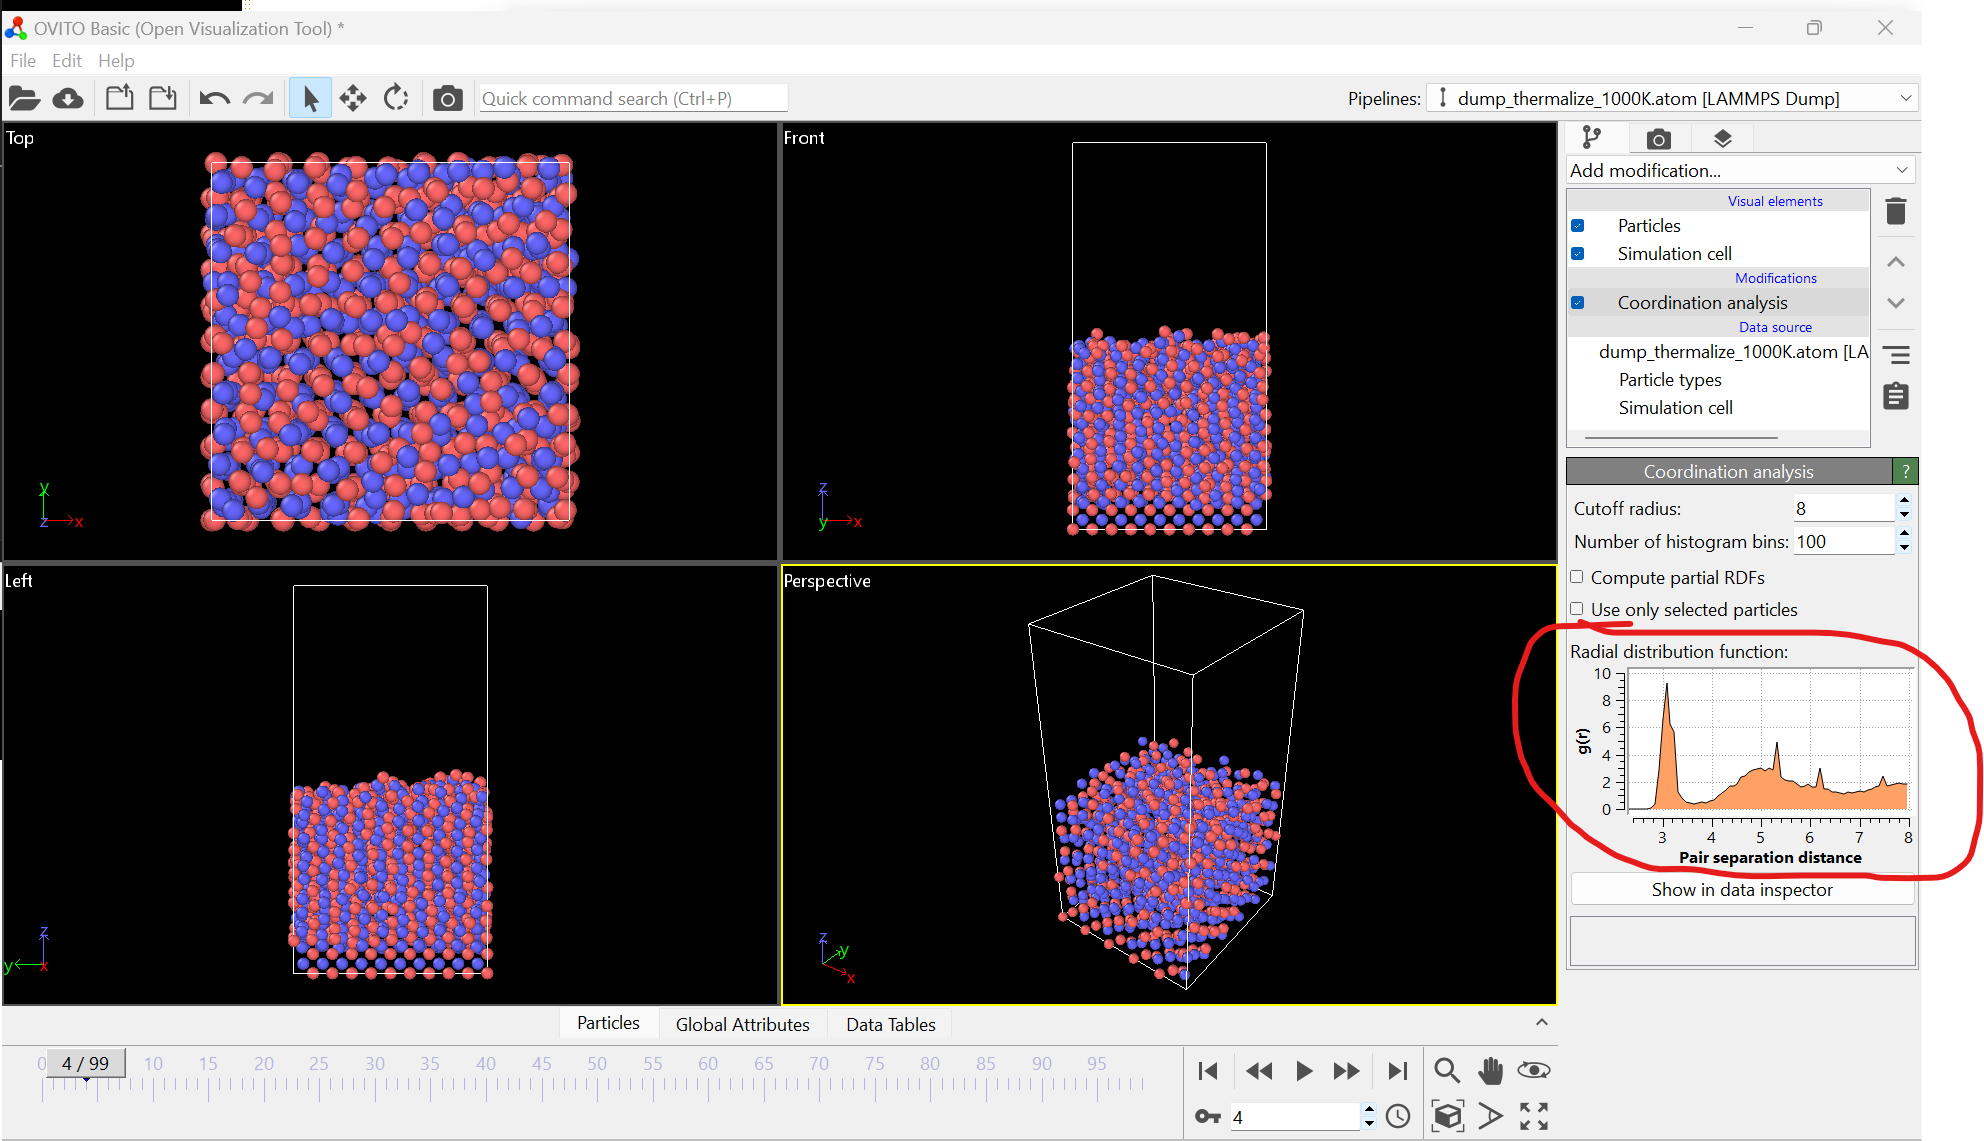 OVITO Basic (Open Visualization Tool) *
File Edit Help
Quick command search (Ctrl+P)
Pipelines: dump_thermalize_1000K.atom [LAMMPS Dump]
Top
Front
Left
Perspective
y
z
x
z
y
x
z
y
x
z
y
x
Add modification...
Visual elements
Particles
Simulation cell
Modifications
Coordination analysis
Data source
dump_thermalize_1000K.atom [LA
Particle types
Simulation cell
Coordination analysis ?
Cutoff radius: 8
Number of histogram bins: 100
Compute partial RDFs
Use only selected particles
Radial distribution function:
10
8
6
4
2
0
g(r)
3 4 5 6 7 8
Pair separation distance
Show in data inspector
Particles Global Attributes Data Tables
0 4 / 99 10 15 20 25 30 35 40 45 50 55 60 65 70 75 80 85 90 95
4